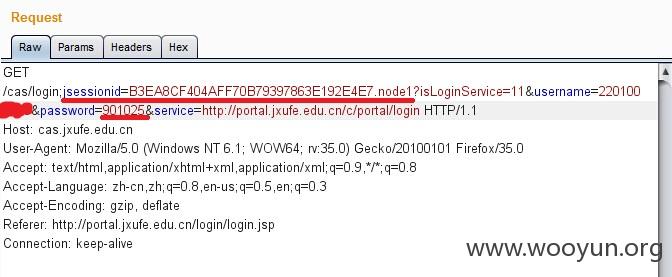 Request
Raw Params Headers Hex
GET
/cas/login;jsessionid=B3EA8CF404AFF70B79397863E192E4E7.node1?isLoginService=11&username=220100
&password=901025&service=http://portal.jxufe.edu.cn/c/portal/login HTTP/1.1
Host: cas.jxufe.edu.cn
User-Agent: Mozilla/5.0 (Windows NT 6.1; WOW64; rv:35.0) Gecko/20100101 Firefox/35.0
Accept: text/html,application/xhtml+xml,application/xml;q=0.9,*/*;q=0.8
Accept-Language: zh-cn,zh;q=0.8,en-us;q=0.5,en;q=0.3
Accept-Encoding: gzip, deflate
Referer: http://portal.jxufe.edu.cn/login/login.jsp
Connection: keep-alive
www.wooyun.org